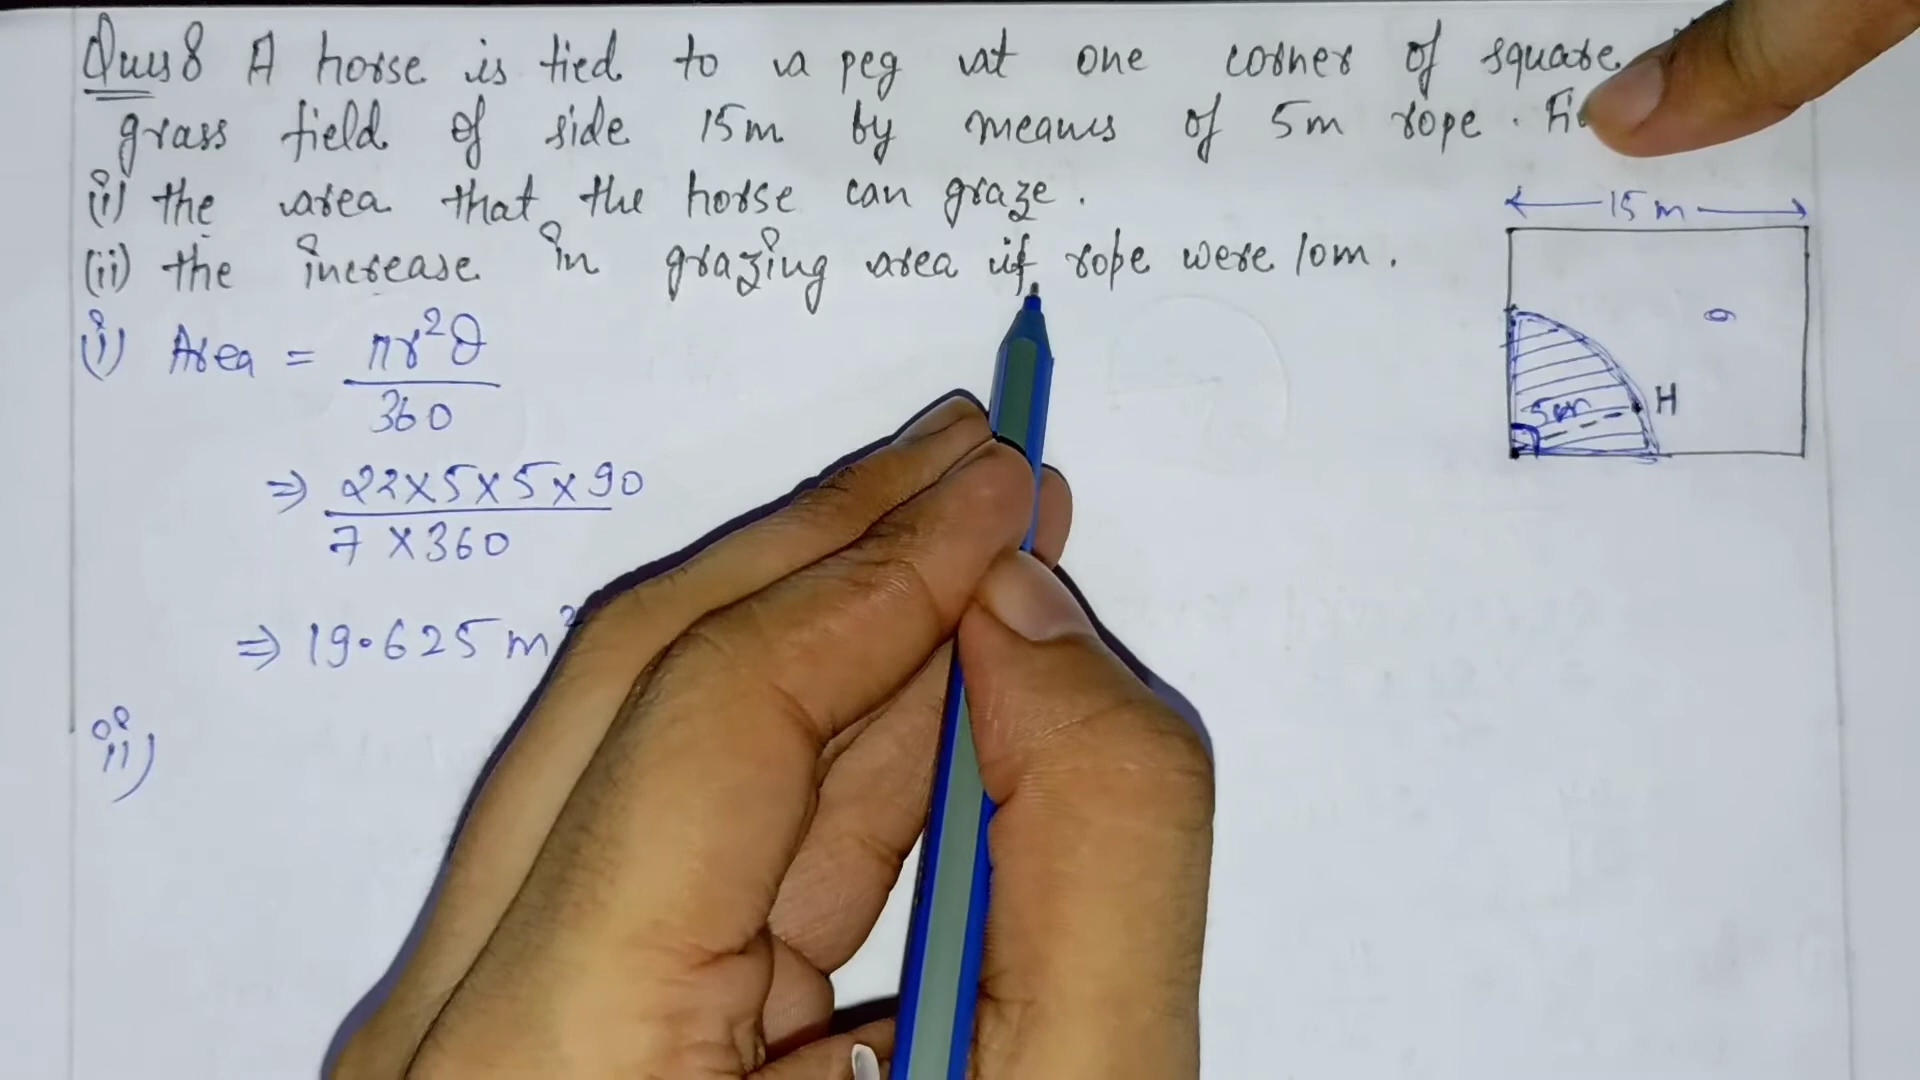 Ques 8 A horse is tied to a peg at one corner of square
grass field of side 15m by means of 5m rope.
(i) the area that the horse can graze.
(ii) the increase in grazing area if rope were 10m.
i) Area = πr²θ
360
⇒ 22×5×5×90
7 ×360
⇒ 19.625 m²
ii)
15 m
5m
H